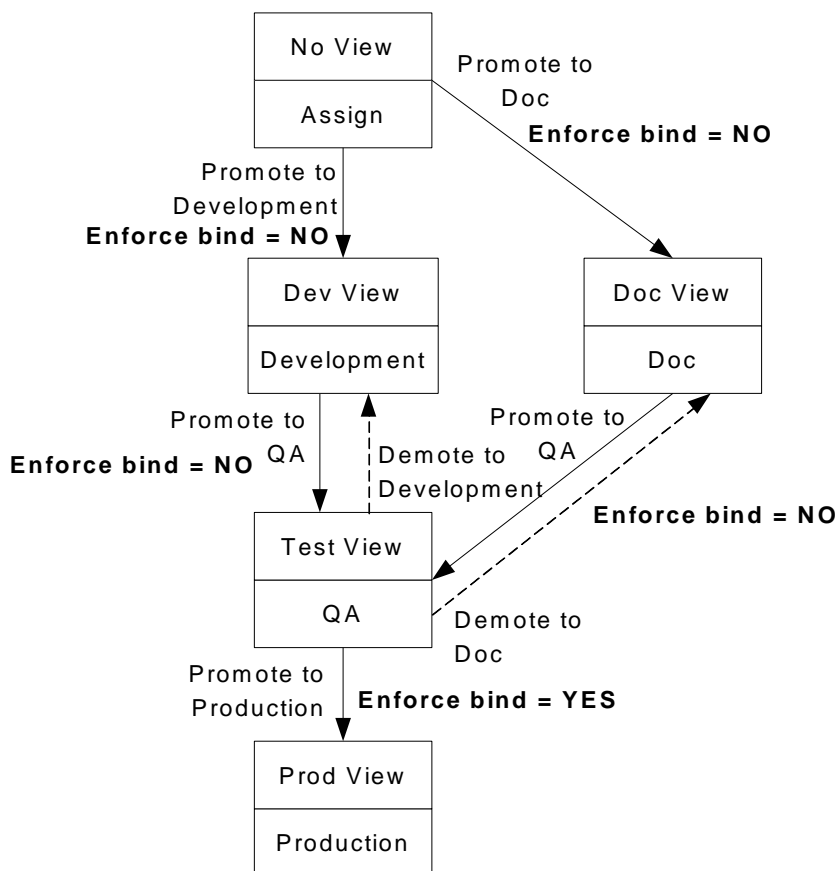 No View
Assign
Promote to
Doc
Enforce bind = NO
Promote to
Development
Enforce bind = NO
Dev View
Development
Doc View
Doc
Promote to
QA
Enforce bind = NO
Demote to
Development
Promote to
QA
Enforce bind = NO
Test View
QA
Demote to
Doc
Promote to
Production
Enforce bind = YES
Prod View
Production